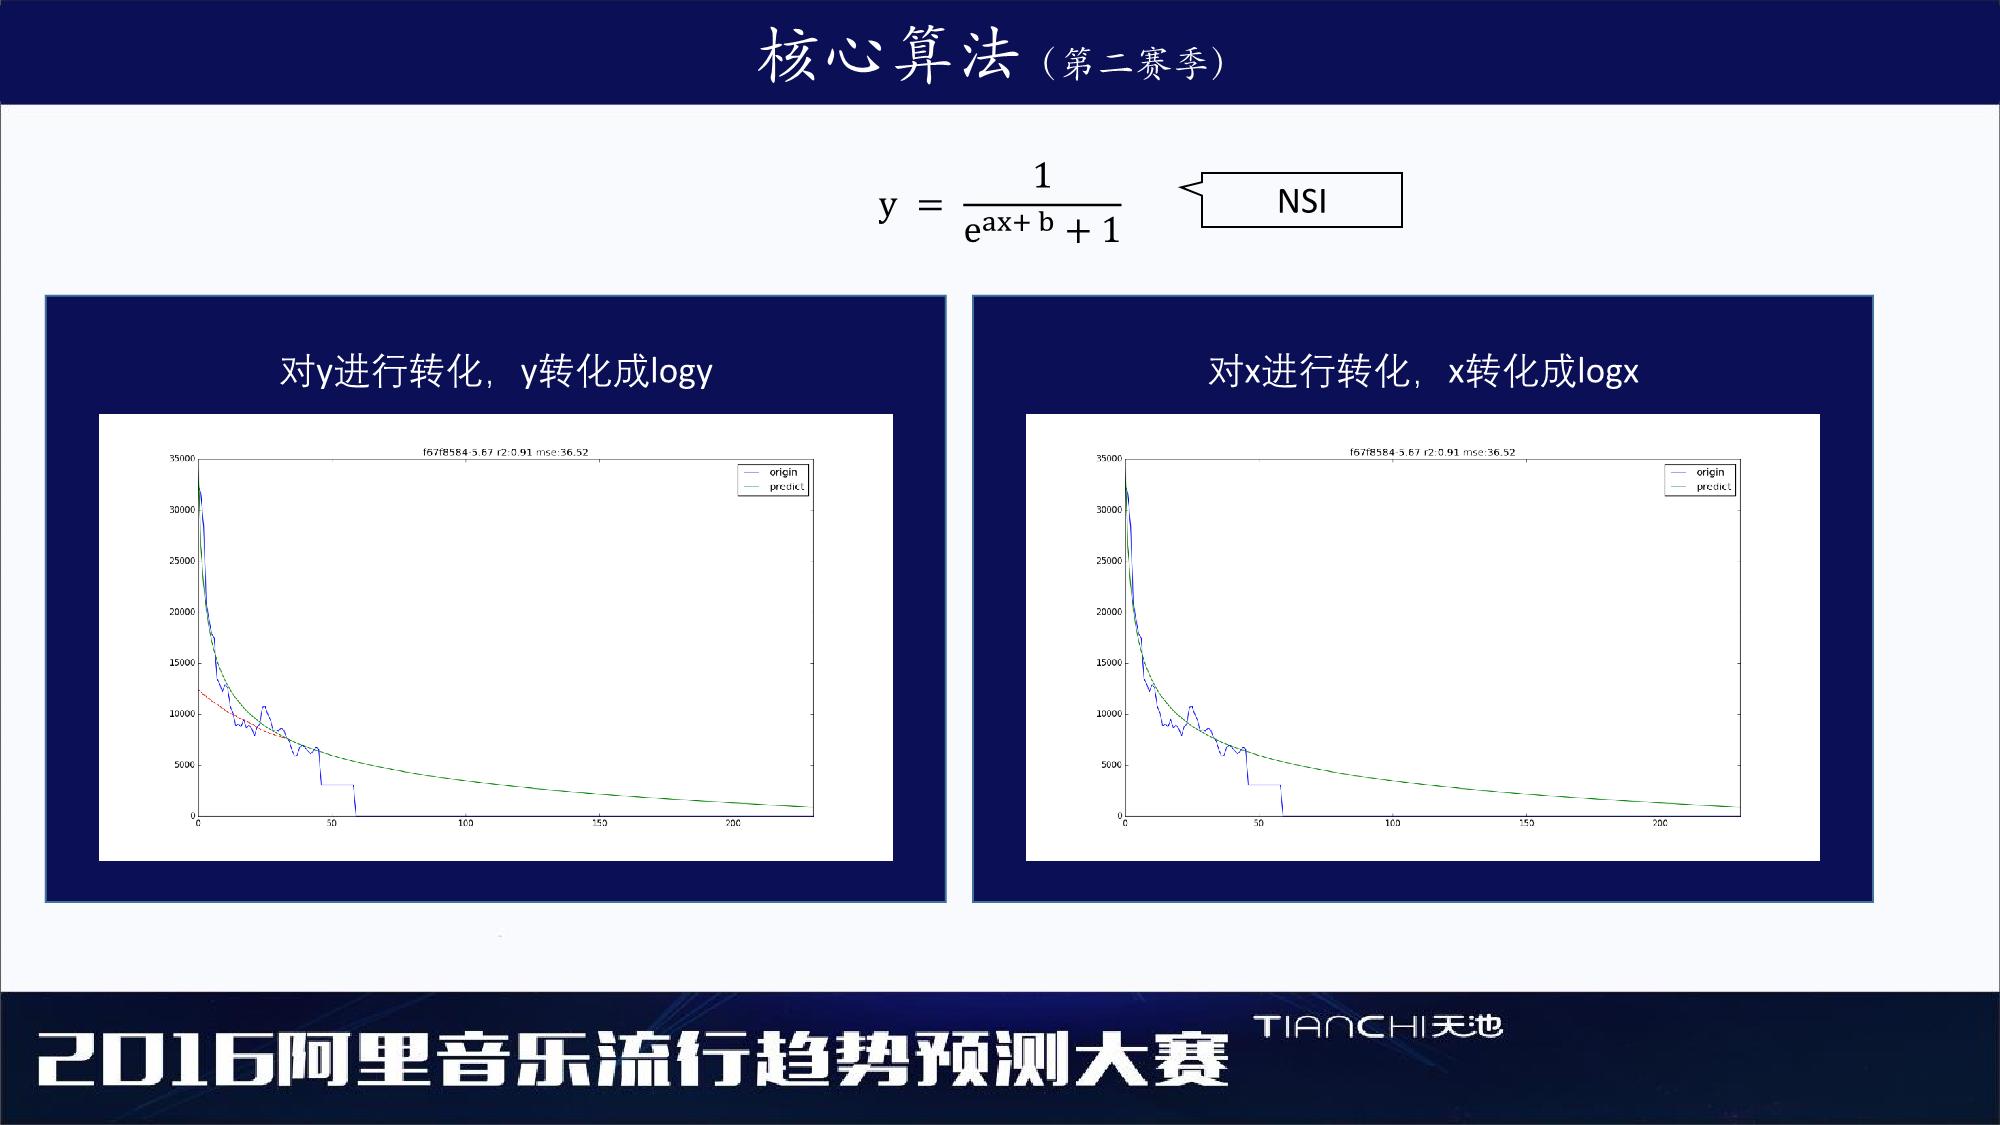 核心算法（第二赛季）
y = 1 / (e^(ax+ b) + 1)
NSI
对y进行转化，y转化成logy
f67f8584-5.67 r2:0.91 mse:36.52
origin
predict
35000
30000
25000
20000
15000
10000
5000
0
0 50 100 150 200
对x进行转化，x转化成logx
f67f8584-5.67 r2:0.91 mse:36.52
origin
predict
35000
30000
25000
20000
15000
10000
5000
0
0 50 100 150 200
2016阿里音乐流行趋势预测大赛
TIANCHI天池